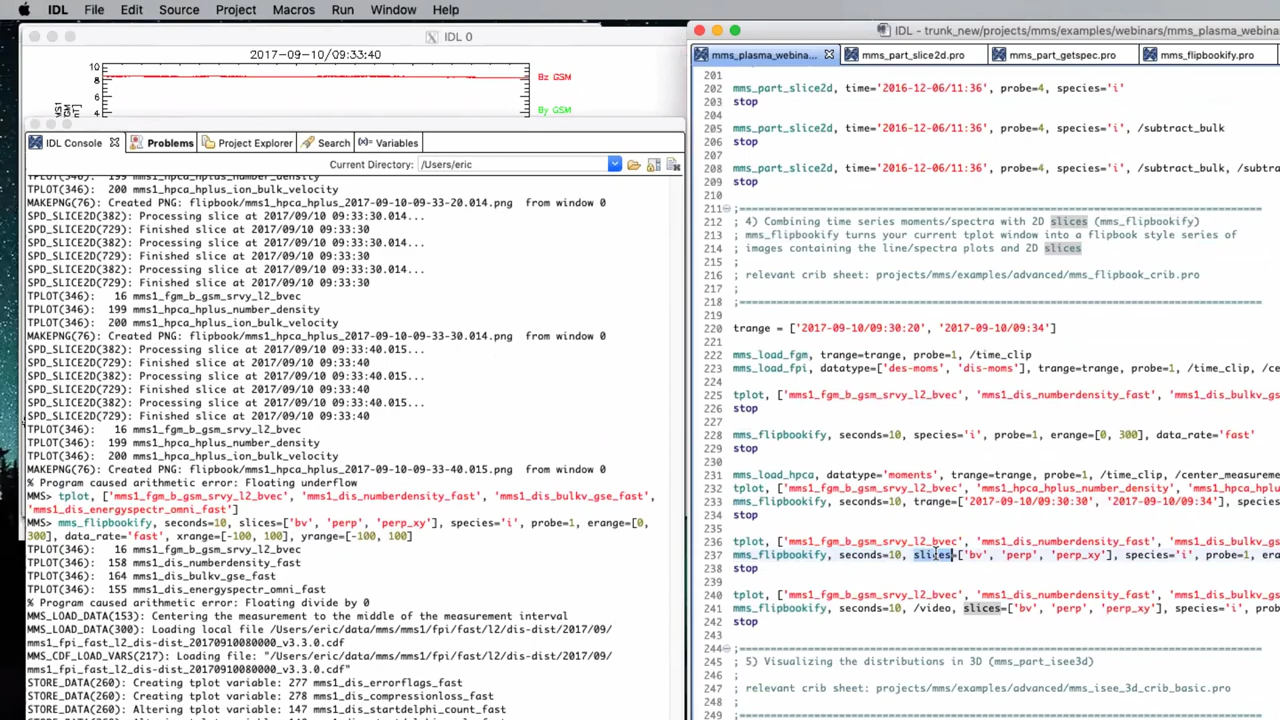 IDL File Edit Source Project Macros Run Window Help
IDL 0
2017-09-10/09:33:40
10
8
6
4
Bz GSM
By GSM
IDL Console Problems Project Explorer Search Variables
Current Directory: /Users/eric
TPLOT(346): 199 mms1_hpca_hplus_number_density
TPLOT(346): 200 mms1_hpca_hplus_ion_bulk_velocity
MAKEPNG(76): Created PNG: flipbook/mms1_hpca_hplus_2017-09-10-09-33-20.014.png from window 0
SPD_SLICE2D(382): Processing slice at 2017/09/10 09:33:30.014...
SPD_SLICE2D(729): Finished slice at 2017/09/10 09:33:30
SPD_SLICE2D(382): Processing slice at 2017/09/10 09:33:30.014...
SPD_SLICE2D(729): Finished slice at 2017/09/10 09:33:30
SPD_SLICE2D(382): Processing slice at 2017/09/10 09:33:30.014...
SPD_SLICE2D(729): Finished slice at 2017/09/10 09:33:30
TPLOT(346): 16 mms1_fgm_b_gsm_srvy_l2_bvec
TPLOT(346): 199 mms1_hpca_hplus_number_density
TPLOT(346): 200 mms1_hpca_hplus_ion_bulk_velocity
MAKEPNG(76): Created PNG: flipbook/mms1_hpca_hplus_2017-09-10-09-33-30.014.png from window 0
SPD_SLICE2D(382): Processing slice at 2017/09/10 09:33:40.015...
SPD_SLICE2D(729): Finished slice at 2017/09/10 09:33:40
SPD_SLICE2D(382): Processing slice at 2017/09/10 09:33:40.015...
SPD_SLICE2D(729): Finished slice at 2017/09/10 09:33:40
SPD_SLICE2D(382): Processing slice at 2017/09/10 09:33:40.015...
SPD_SLICE2D(729): Finished slice at 2017/09/10 09:33:40
TPLOT(346): 16 mms1_fgm_b_gsm_srvy_l2_bvec
TPLOT(346): 199 mms1_hpca_hplus_number_density
TPLOT(346): 200 mms1_hpca_hplus_ion_bulk_velocity
MAKEPNG(76): Created PNG: flipbook/mms1_hpca_hplus_2017-09-10-09-33-40.015.png from window 0
% Program caused arithmetic error: Floating underflow
MMS> tplot, ['mms1_fgm_b_gsm_srvy_l2_bvec', 'mms1_dis_numberdensity_fast', 'mms1_dis_bulkv_gse_fast',
'mms1_dis_energyspectr_omni_fast']
MMS> mms_flipbookify, seconds=10, slices=['bv', 'perp', 'perp_xy'], species='i', probe=1, erange=[0,
300], data_rate='fast', xrange=[-100, 100], yrange=[-100, 100]
TPLOT(346): 16 mms1_fgm_b_gsm_srvy_l2_bvec
TPLOT(346): 158 mms1_dis_numberdensity_fast
TPLOT(346): 164 mms1_dis_bulkv_gse_fast
TPLOT(346): 155 mms1_dis_energyspectr_omni_fast
% Program caused arithmetic error: Floating divide by 0
MMS_LOAD_DATA(153): Centering the measurement to the middle of the measurement interval
MMS_LOAD_DATA(300): Loading local file /Users/eric/data/mms/mms1/fpi/fast/l2/dis-dist/2017/09/
mms1_fpi_fast_l2_dis-dist_20170910080000_v3.3.0.cdf
MMS_CDF_LOAD_VARS(217): Loading file: "/Users/eric/data/mms/mms1/fpi/fast/l2/dis-dist/2017/09/
mms1_fpi_fast_l2_dis-dist_20170910080000_v3.3.0.cdf"
STORE_DATA(260): Creating tplot variable: 277 mms1_dis_errorflags_fast
STORE_DATA(260): Creating tplot variable: 278 mms1_dis_compressionloss_fast
STORE_DATA(260): Altering tplot variable: 147 mms1_dis_startdelphi_count_fast
IDL - trunk_new/projects/mms/examples/webinars/mms_plasma_webina
mms_plasma_webina... mms_part_slice2d.pro mms_part_getspec.pro mms_flipbookify.pro
201
202 mms_part_slice2d, time='2016-12-06/11:36', probe=4, species='i'
203 stop
204
205 mms_part_slice2d, time='2016-12-06/11:36', probe=4, species='i', /subtract_bulk
206 stop
207
208 mms_part_slice2d, time='2016-12-06/11:36', probe=4, species='i', /subtract_bulk, /subtra
209 stop
210
211 ;=====================================================================
212 ; 4) Combining time series moments/spectra with 2D slices (mms_flipbookify)
213 ; mms_flipbookify turns your current tplot window into a flipbook style series of
214 ; images containing the line/spectra plots and 2D slices
215 ;
216 ; relevant crib sheet: projects/mms/examples/advanced/mms_flipbook_crib.pro
217 ;
218 ;=====================================================================
219
220 trange = ['2017-09-10/09:30:20', '2017-09-10/09:34']
221
222 mms_load_fgm, trange=trange, probe=1, /time_clip
223 mms_load_fpi, datatype=['des-moms', 'dis-moms'], trange=trange, probe=1, /time_clip, /ce
224
225 tplot, ['mms1_fgm_b_gsm_srvy_l2_bvec', 'mms1_dis_numberdensity_fast', 'mms1_dis_bulkv_gs
226 stop
227
228 mms_flipbookify, seconds=10, species='i', probe=1, erange=[0, 300], data_rate='fast'
229 stop
230
231 mms_load_hpca, datatype='moments', trange=trange, probe=1, /time_clip, /center_measureme
232 tplot, ['mms1_fgm_b_gsm_srvy_l2_bvec', 'mms1_hpca_hplus_number_density', 'mms1_hpca_hplu
233 mms_flipbookify, seconds=10, trange=['2017-09-10/09:30:30', '2017-09-10/09:34'], species
234 stop
235
236 tplot, ['mms1_fgm_b_gsm_srvy_l2_bvec', 'mms1_dis_numberdensity_fast', 'mms1_dis_bulkv_gs
237 mms_flipbookify, seconds=10, slices=['bv', 'perp', 'perp_xy'], species='i', probe=1, era
238 stop
239
240 tplot, ['mms1_fgm_b_gsm_srvy_l2_bvec', 'mms1_dis_numberdensity_fast', 'mms1_dis_bulkv_gs
241 mms_flipbookify, seconds=10, /video, slices=['bv', 'perp', 'perp_xy'], species='i', prob
242 stop
243
244 ;=====================================================================
245 ; 5) Visualizing the distributions in 3D (mms_part_isee3d)
246 ;
247 ; relevant crib sheet: projects/mms/examples/advanced/mms_isee_3d_crib_basic.pro
248 ;
249 ;=====================================================================